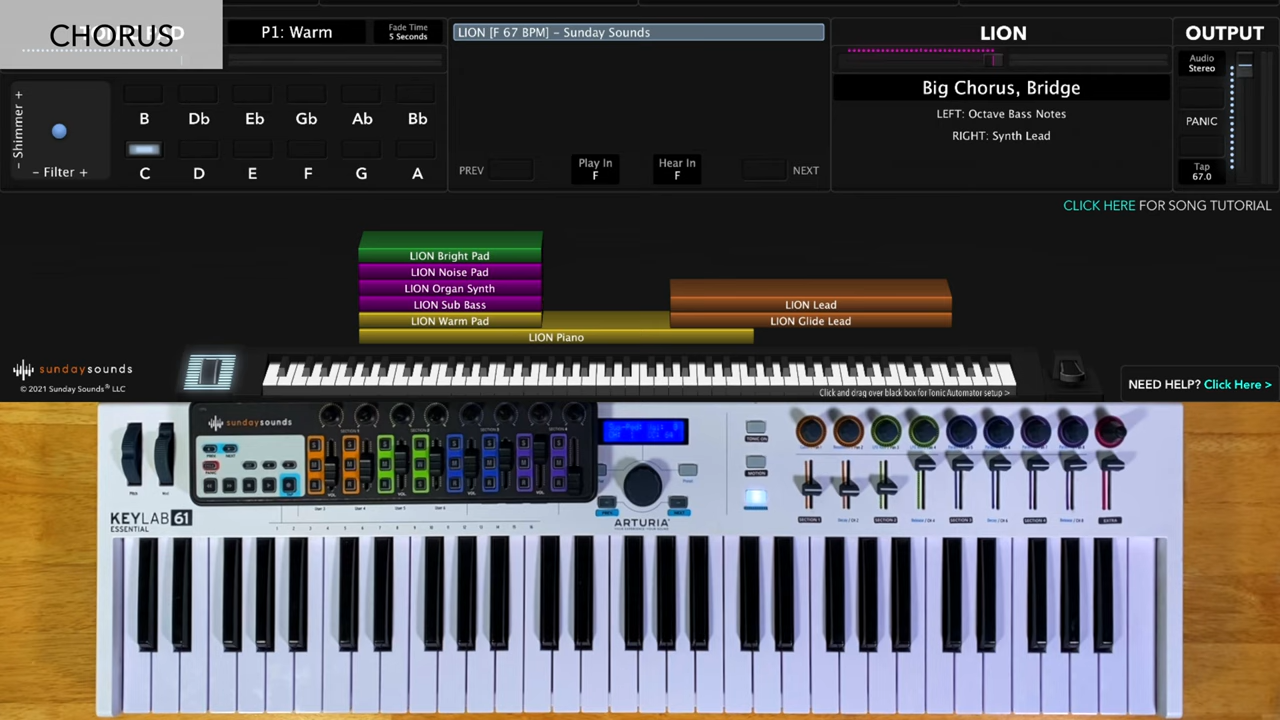 CHORUS
P1: Warm
Fade Time
5 Seconds
- Shimmer +
- Filter +
B Db Eb Gb Ab Bb
C D E F G A
LION [F 67 BPM] – Sunday Sounds
PREV
Play In
F
Hear In
F
NEXT
LION
Big Chorus, Bridge
LEFT: Octave Bass Notes
RIGHT: Synth Lead
OUTPUT
Audio
Stereo
PANIC
Tap
67.0
CLICK HERE FOR SONG TUTORIAL
LION Bright Pad
LION Noise Pad
LION Organ Synth
LION Sub Bass
LION Warm Pad
LION Piano
LION Lead
LION Glide Lead
sundaysounds
© 2021 Sunday Sounds® LLC
Click and drag over black box for Ionic Automator setup >
NEED HELP? Click Here >
sundaysounds
KEYLAB 61
ESSENTIAL
ARTURIA